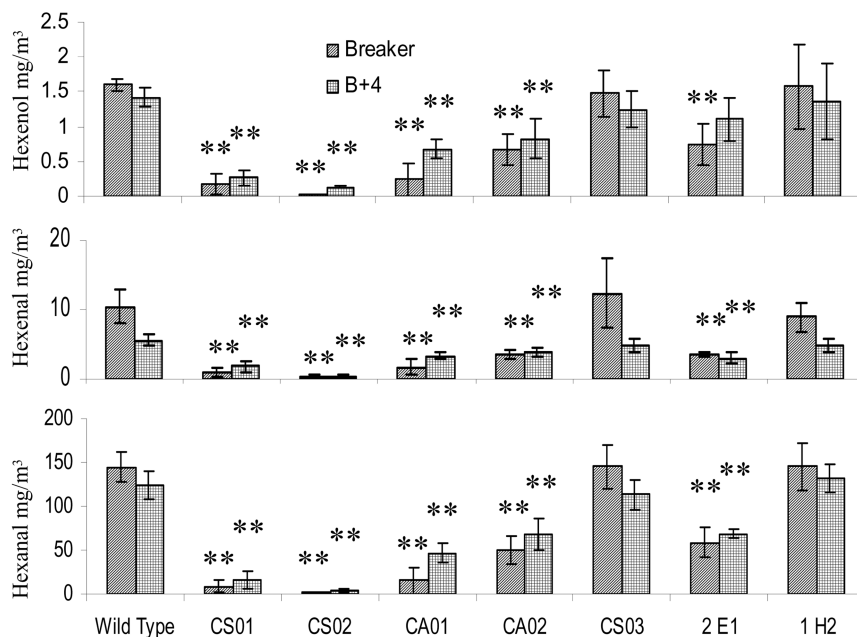 Hexenol mg/m³
2.5
2
1.5
1
0.5
0
Breaker
B+4
** ** ** ** ** ** ** ** **
Hexenal mg/m³
20
10
0
** ** ** ** ** ** ** ** ** **
Hexanal mg/m³
200
150
100
50
0
** ** ** ** ** ** ** ** ** **
Wild Type CS01 CS02 CA01 CA02 CS03 2 E1 1 H2